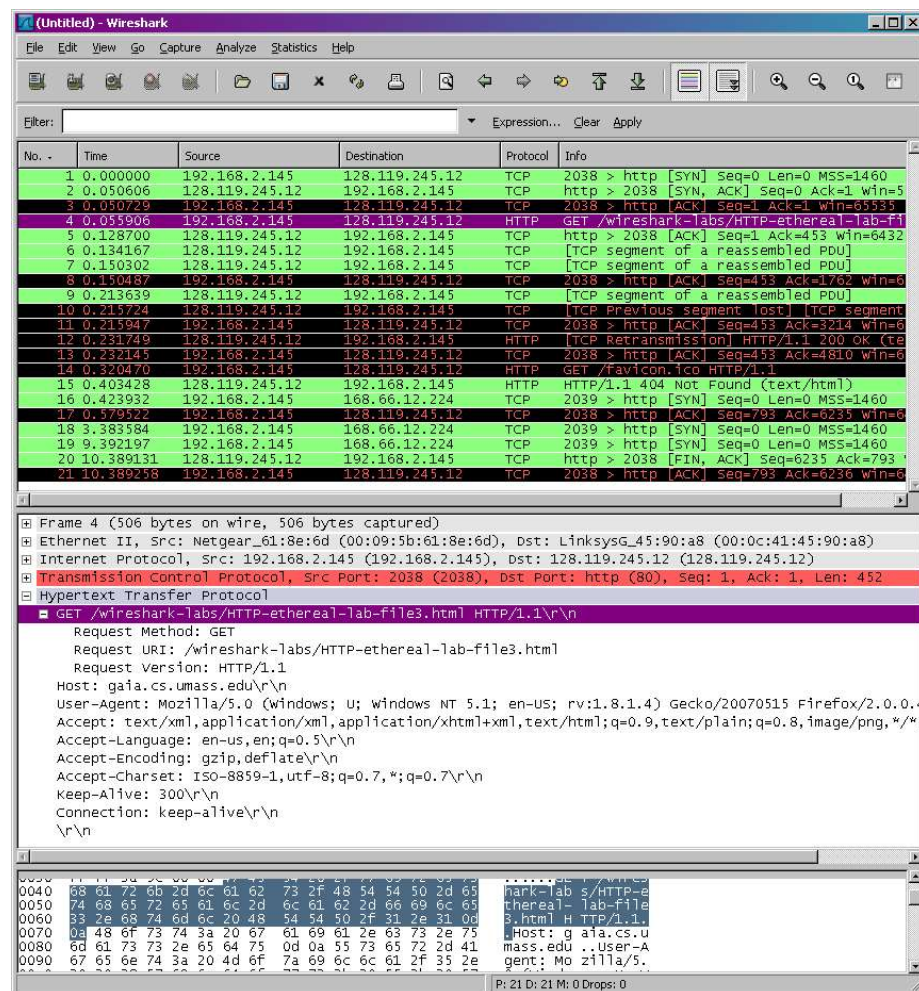 (Untitled) - Wireshark
File Edit View Go Capture Analyze Statistics Help
Filter: Expression... Clear Apply
No. - Time Source Destination Protocol Info
1 0.000000 192.168.2.145 128.119.245.12 TCP 2038 > http [SYN] Seq=0 Len=0 MSS=1460
2 0.050606 128.119.245.12 192.168.2.145 TCP http > 2038 [SYN, ACK] Seq=0 Ack=1 Win=5
3 0.050729 192.168.2.145 128.119.245.12 TCP 2038 > http [ACK] Seq=1 Ack=1 Win=65535
4 0.055906 192.168.2.145 128.119.245.12 HTTP GET /wireshark-labs/HTTP-ethereal-lab-fi
5 0.128700 128.119.245.12 192.168.2.145 TCP http > 2038 [ACK] Seq=1 Ack=453 Win=6432
6 0.134167 128.119.245.12 192.168.2.145 TCP [TCP segment of a reassembled PDU]
7 0.150302 128.119.245.12 192.168.2.145 TCP [TCP segment of a reassembled PDU]
8 0.150487 192.168.2.145 128.119.245.12 TCP 2038 > http [ACK] Seq=453 Ack=1762 Win=6
9 0.213639 128.119.245.12 192.168.2.145 TCP [TCP segment of a reassembled PDU]
10 0.215724 128.119.245.12 192.168.2.145 TCP [TCP Previous segment lost] [TCP segment
11 0.215947 192.168.2.145 128.119.245.12 TCP 2038 > http [ACK] Seq=453 Ack=3214 Win=6
12 0.231749 128.119.245.12 192.168.2.145 HTTP [TCP Retransmission] HTTP/1.1 200 OK (te
13 0.232145 192.168.2.145 128.119.245.12 TCP 2038 > http [ACK] Seq=453 Ack=4810 Win=6
14 0.320470 192.168.2.145 128.119.245.12 HTTP GET /favicon.ico HTTP/1.1
15 0.403428 128.119.245.12 192.168.2.145 HTTP HTTP/1.1 404 Not Found (text/html)
16 0.423932 192.168.2.145 168.66.12.224 TCP 2039 > http [SYN] Seq=0 Len=0 MSS=1460
17 0.579522 192.168.2.145 128.119.245.12 TCP 2038 > http [ACK] Seq=793 Ack=6235 Win=6
18 3.383584 192.168.2.145 168.66.12.224 TCP 2039 > http [SYN] Seq=0 Len=0 MSS=1460
19 9.392197 192.168.2.145 168.66.12.224 TCP 2039 > http [SYN] Seq=0 Len=0 MSS=1460
20 10.389131 128.119.245.12 192.168.2.145 TCP http > 2038 [FIN, ACK] Seq=6235 Ack=793
21 10.389258 192.168.2.145 128.119.245.12 TCP 2038 > http [ACK] Seq=793 Ack=6236 Win=6
Frame 4 (506 bytes on wire, 506 bytes captured)
Ethernet II, Src: Netgear_61:8e:6d (00:09:5b:61:8e:6d), Dst: LinksysG_45:90:a8 (00:0c:41:45:90:a8)
Internet Protocol, Src: 192.168.2.145 (192.168.2.145), Dst: 128.119.245.12 (128.119.245.12)
Transmission Control Protocol, Src Port: 2038 (2038), Dst Port: http (80), Seq: 1, Ack: 1, Len: 452
Hypertext Transfer Protocol
GET /wireshark-labs/HTTP-ethereal-lab-file3.html HTTP/1.1\r\n
Request Method: GET
Request URI: /wireshark-labs/HTTP-ethereal-lab-file3.html
Request Version: HTTP/1.1
Host: gaia.cs.umass.edu\r\n
User-Agent: Mozilla/5.0 (Windows; U; Windows NT 5.1; en-US; rv:1.8.1.4) Gecko/20070515 Firefox/2.0.0.4
Accept: text/xml,application/xml,application/xhtml+xml,text/html;q=0.9,text/plain;q=0.8,image/png,*/*
Accept-Language: en-us,en;q=0.5\r\n
Accept-Encoding: gzip,deflate\r\n
Accept-Charset: ISO-8859-1,utf-8;q=0.7,*;q=0.7\r\n
Keep-Alive: 300\r\n
Connection: keep-alive\r\n
\r\n
0040 68 61 72 6b 2d 6c 61 62 73 2f 48 54 54 50 2d 65 hark-lab s/HTTP-e
0050 74 68 65 72 65 61 6c 2d 6c 61 62 2d 66 69 6c 65 thereal- lab-file
0060 33 2e 68 74 6d 6c 20 48 54 54 50 2f 31 2e 31 0d 3.html H TTP/1.1.
0070 0a 48 6f 73 74 3a 20 67 61 69 61 2e 63 73 2e 75 .Host: g aia.cs.u
0080 6d 61 73 73 2e 65 64 75 0d 0a 55 73 65 72 2d 41 mass.edu ..User-A
0090 67 65 6e 74 3a 20 4d 6f 7a 69 6c 6c 61 2f 35 2e gent: Mo zilla/5.
P: 21 D: 21 M: 0 Drops: 0